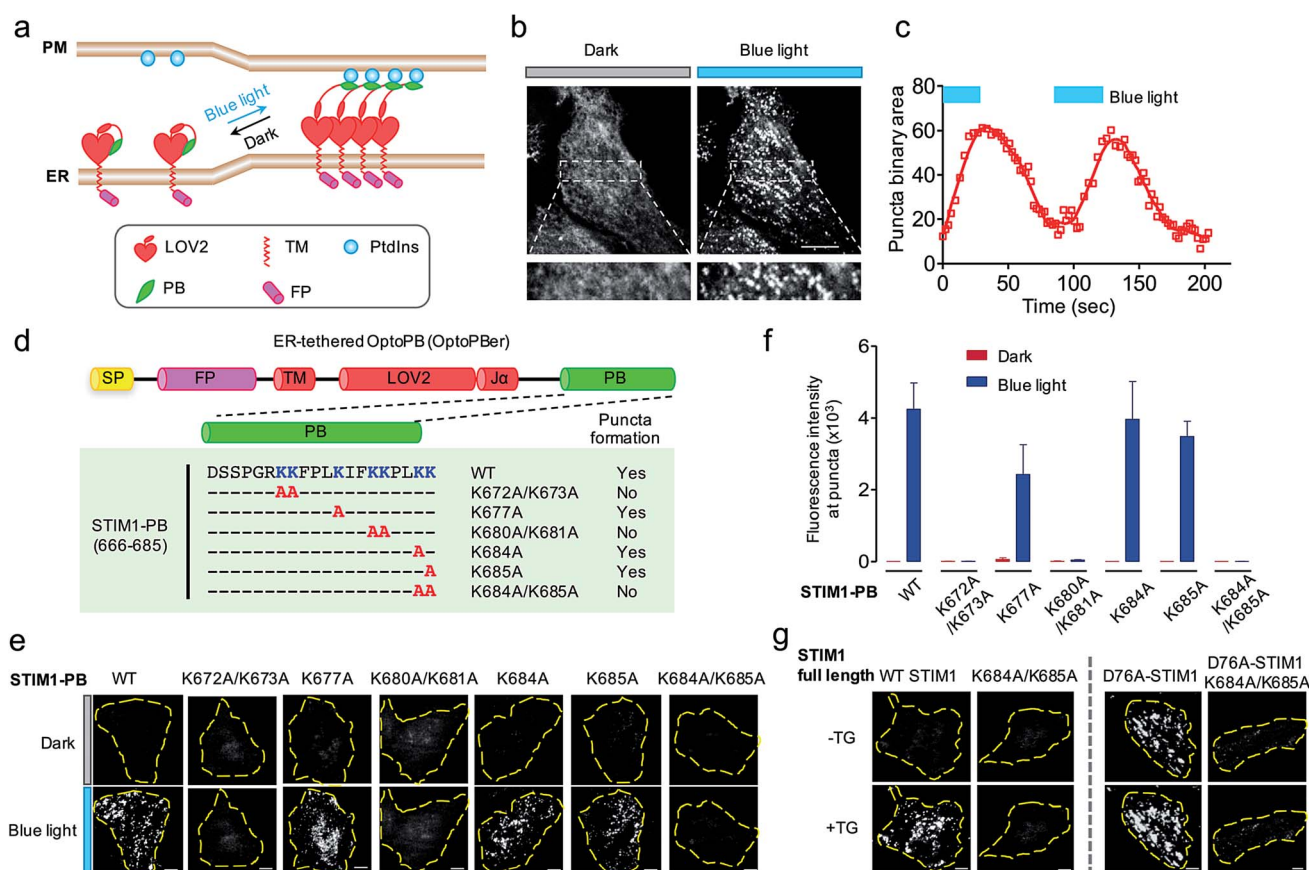 a
PM
Blue light
Dark
ER
LOV2
TM
PtdIns
PB
FP
b
Dark
Blue light
c
Puncta binary area
80
60
40
20
0
Blue light
0
50
100
150
200
Time (sec)
d
ER-tethered OptoPB (OptoPBer)
SP
FP
TM
LOV2
Jα
PB
PB
Puncta
formation
STIM1-PB
(666-685)
DSSPGRKKFPLKIFKKPLKK WT Yes
------AA------------ K672A/K673A No
-----------A-------- K677A Yes
--------------AA---- K680A/K681A No
------------------A- K684A Yes
-------------------A K685A Yes
------------------AA K684A/K685A No
e
STIM1-PB WT K672A/K673A K677A K680A/K681A K684A K685A K684A/K685A
Dark
Blue light
f
Fluorescence intensity
at puncta (x10³)
6
4
2
0
Dark
Blue light
STIM1-PB
WT
K672A
/K673A
K677A
K680A
/K681A
K684A
K685A
K684A
/K685A
g
STIM1
full length
WT STIM1
K684A/K685A
D76A-STIM1
D76A-STIM1
K684A/K685A
-TG
+TG